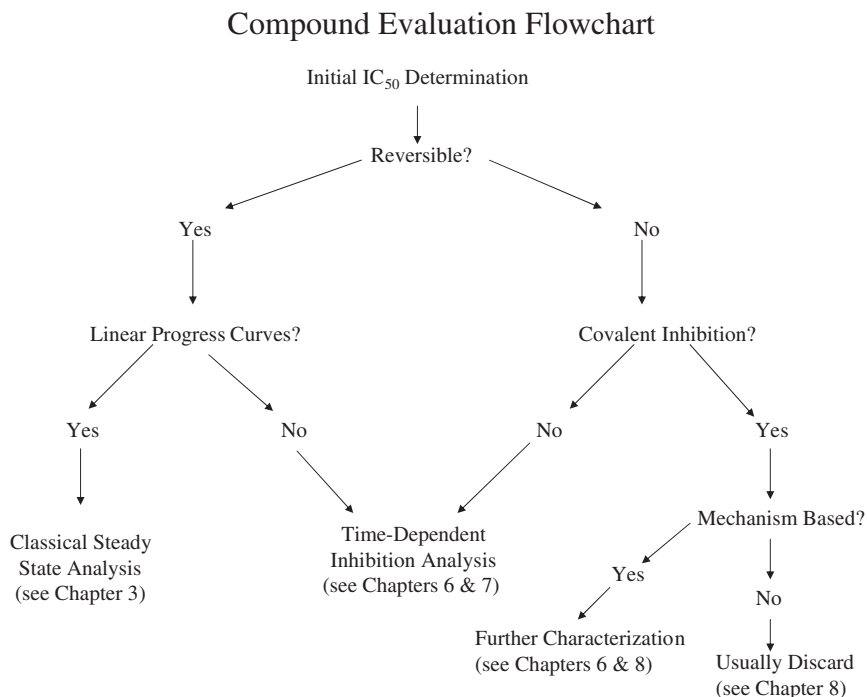 Compound Evaluation Flowchart
Initial IC50 Determination
Reversible?
Yes
No
Linear Progress Curves?
Covalent Inhibition?
Yes
No
No
Yes
Classical Steady
State Analysis
(see Chapter 3)
Time-Dependent
Inhibition Analysis
(see Chapters 6 & 7)
Mechanism Based?
Yes
No
Further Characterization
(see Chapters 6 & 8)
Usually Discard
(see Chapter 8)